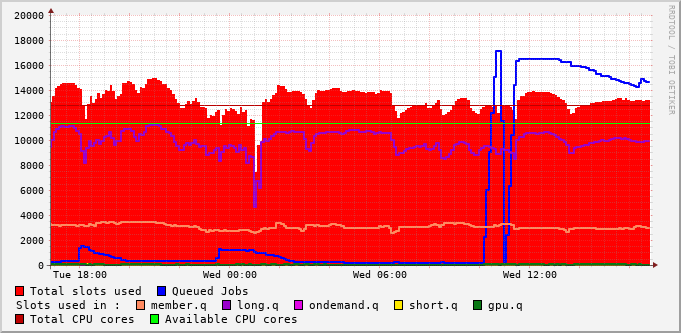 20000
18000
16000
14000
12000
10000
8000
6000
4000
2000
0
Tue 18:00 Wed 00:00 Wed 06:00 Wed 12:00
RRDTOOL / TOBI OETIKER
Total slots used Queued Jobs
Slots used in : member.q long.q ondemand.q short.q gpu.q
Total CPU cores Available CPU cores